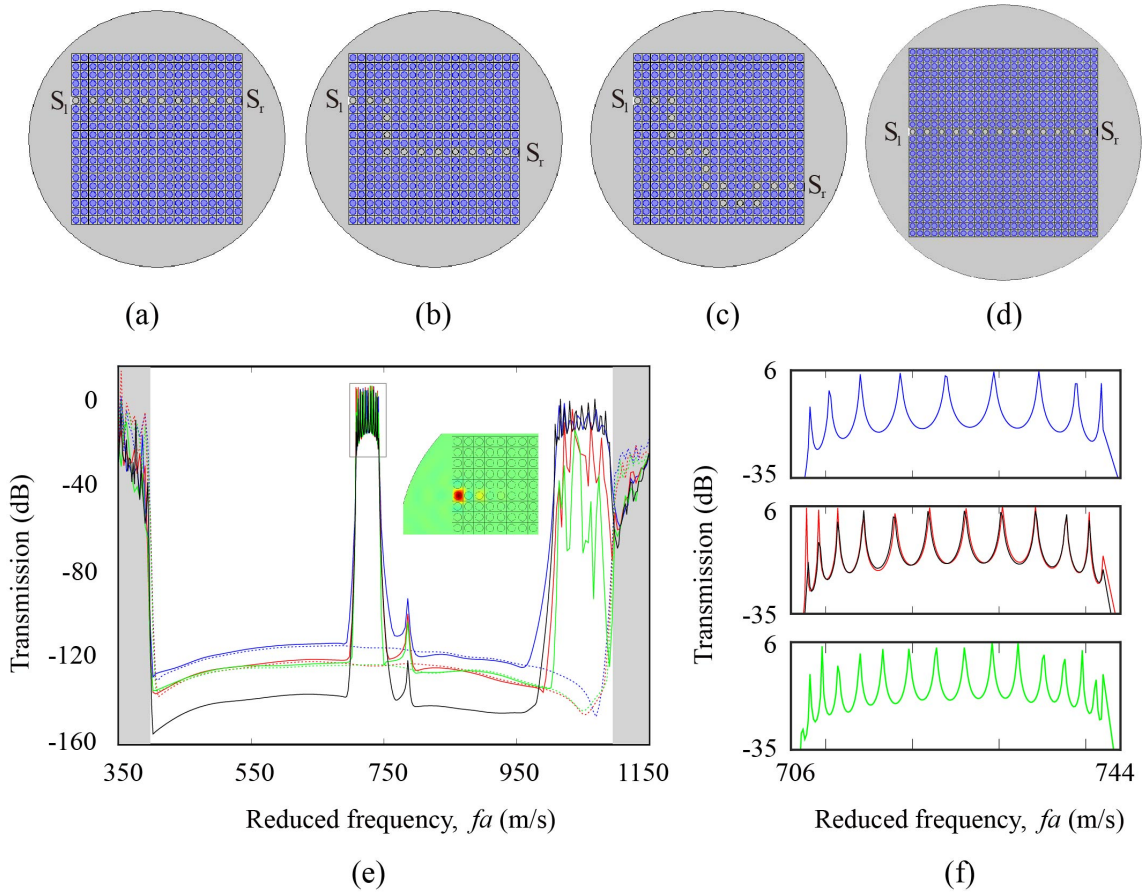 S_l S_r S_l S_r S_l S_r S_l S_r
(a) (b) (c) (d)
0
-40
-80
-120
-160
Transmission (dB)
350 550 750 950 1150
Reduced frequency, fa (m/s)
(e)
6
-35
6
-35
6
-35
Transmission (dB)
706 744
Reduced frequency, fa (m/s)
(f)